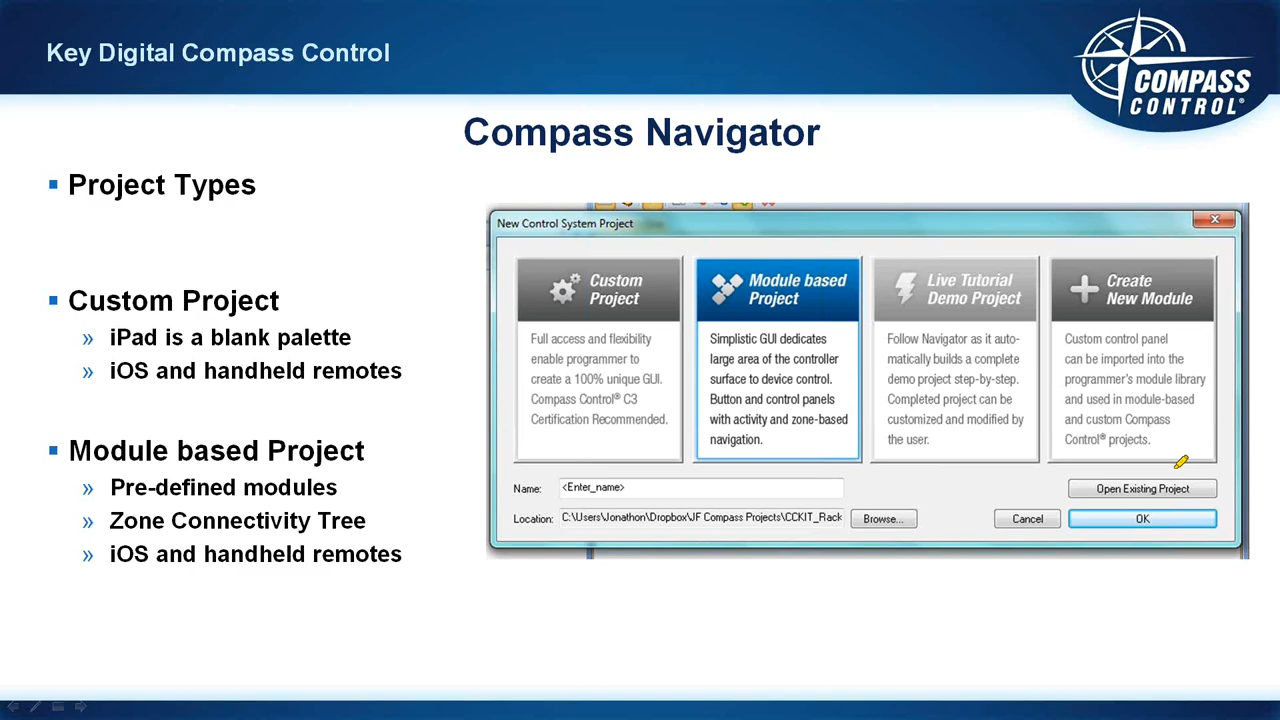 Key Digital Compass Control
COMPASS
CONTROL®
Compass Navigator
▪ Project Types
▪ Custom Project
» iPad is a blank palette
» iOS and handheld remotes
▪ Module based Project
» Pre-defined modules
» Zone Connectivity Tree
» iOS and handheld remotes
New Control System Project
Custom
Project
Full access and flexibility
enable programmer to
create a 100% unique GUI.
Compass Control® C3
Certification Recommended.
Module based
Project
Simplistic GUI dedicates
large area of the controller
surface to device control.
Button and control panels
with activity and zone-based
navigation.
Live Tutorial
Demo Project
Follow Navigator as it auto-
matically builds a complete
demo project step-by-step.
Completed project can be
customized and modified by
the user.
Create
New Module
Custom control panel
can be imported into the
programmer's module library
and used in module-based
and custom Compass
Control® projects.
Name: <Enter_name>
Open Existing Project
Location: C:\Users\Jonathon\Dropbox\JF Compass Projects\CCKIT_Rack
Browse...
Cancel
OK